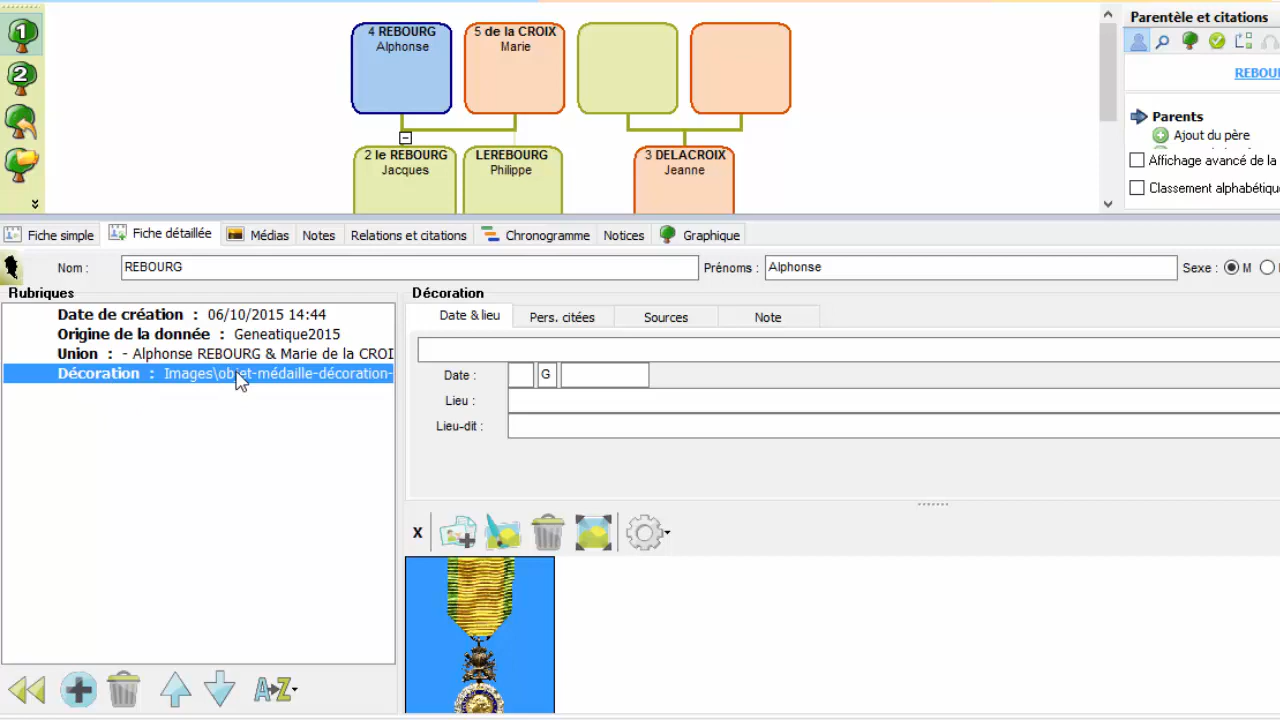 1
2
4 REBOURG
Alphonse
5 de la CROIX
Marie
2 le REBOURG
Jacques
LEREBOURG
Philippe
3 DELACROIX
Jeanne
Parentèle et citations
REBOU
Parents
Ajout du père
Affichage avancé de la
Classement alphabétiqu
Fiche simple
Fiche détaillée
Médias
Notes
Relations et citations
Chronogramme
Notices
Graphique
Nom : REBOURG Prénoms : Alphonse Sexe : M
Rubriques
Date de création : 06/10/2015 14:44
Origine de la donnée : Geneatique2015
Union : - Alphonse REBOURG & Marie de la CROI
Décoration : Images\objet-médaille-décoration-
Décoration
Date & lieu Pers. citées Sources Note
Date : G
Lieu :
Lieu-dit :
X
A Z